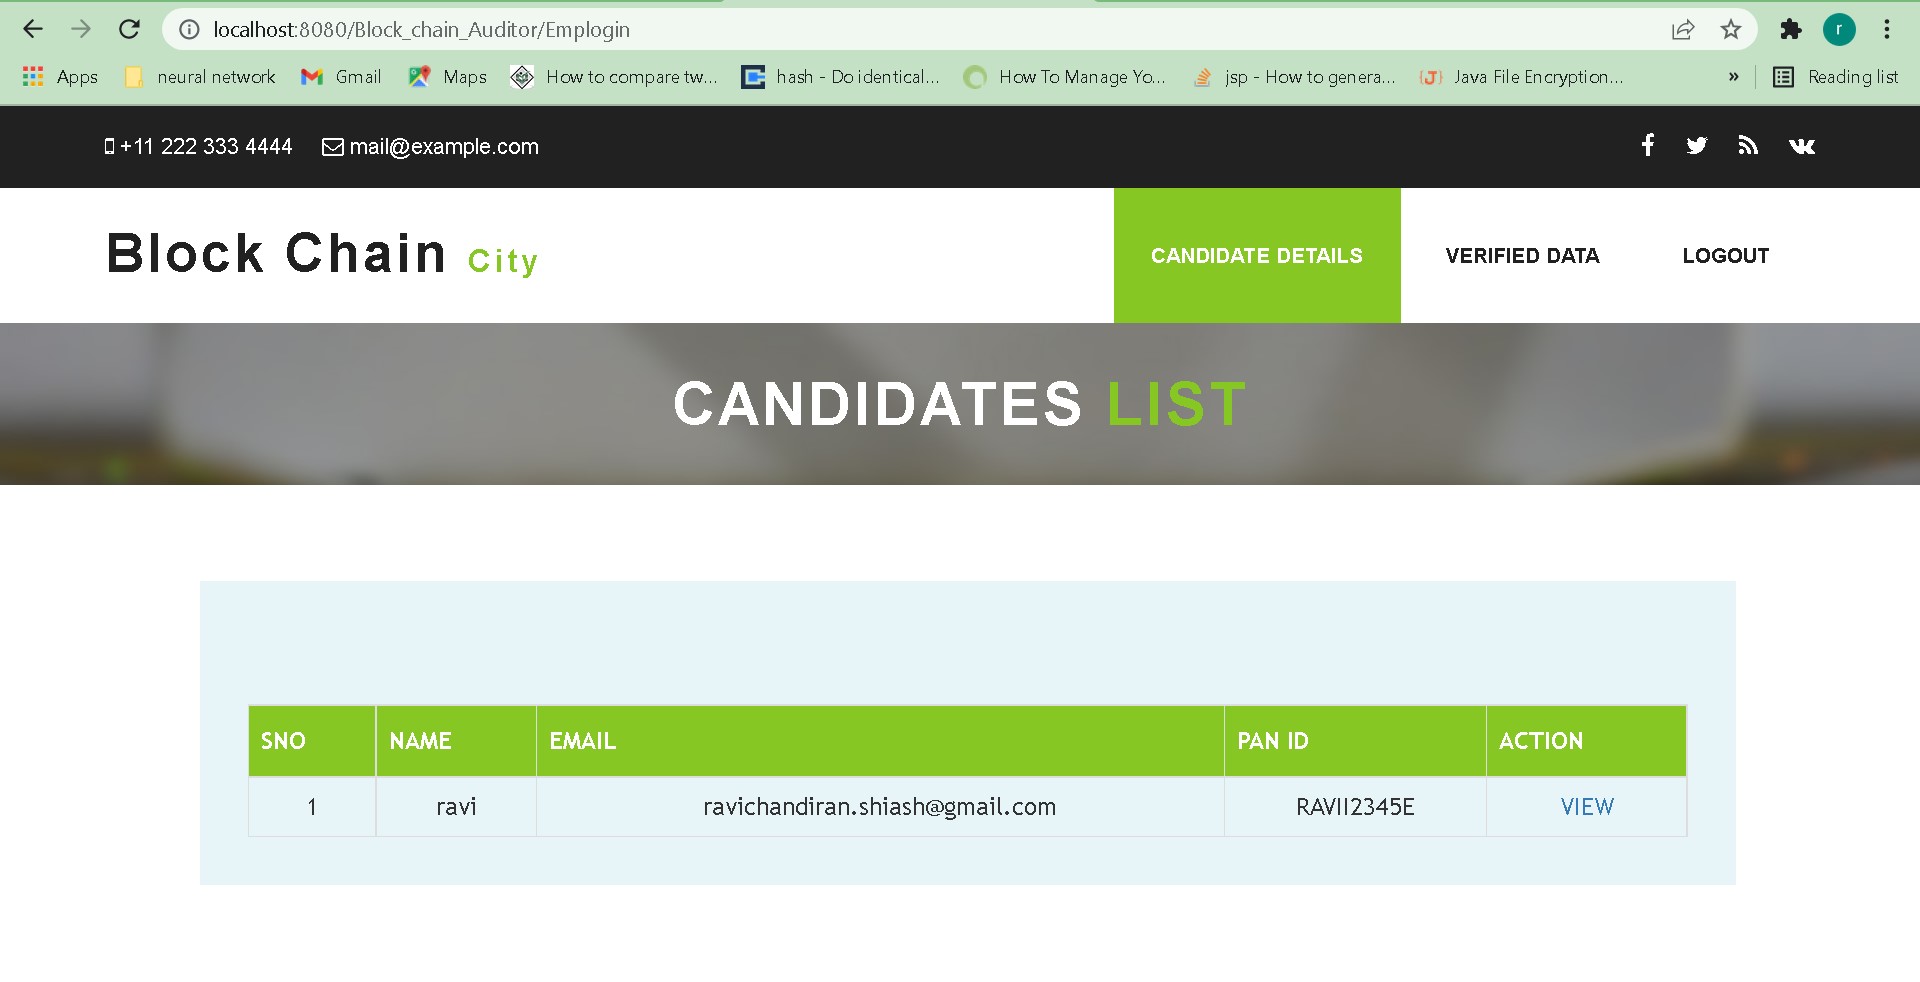 localhost:8080/Block_chain_Auditor/Emplogin
r
Apps neural network Gmail Maps How to compare tw... hash - Do identical... How To Manage Yo... jsp - How to genera... Java File Encryption... » Reading list
+11 222 333 4444 mail@example.com
Block Chain City CANDIDATE DETAILS VERIFIED DATA LOGOUT
CANDIDATES LIST
SNO NAME EMAIL PAN ID ACTION
1 ravi ravichandiran.shiash@gmail.com RAVII2345E VIEW